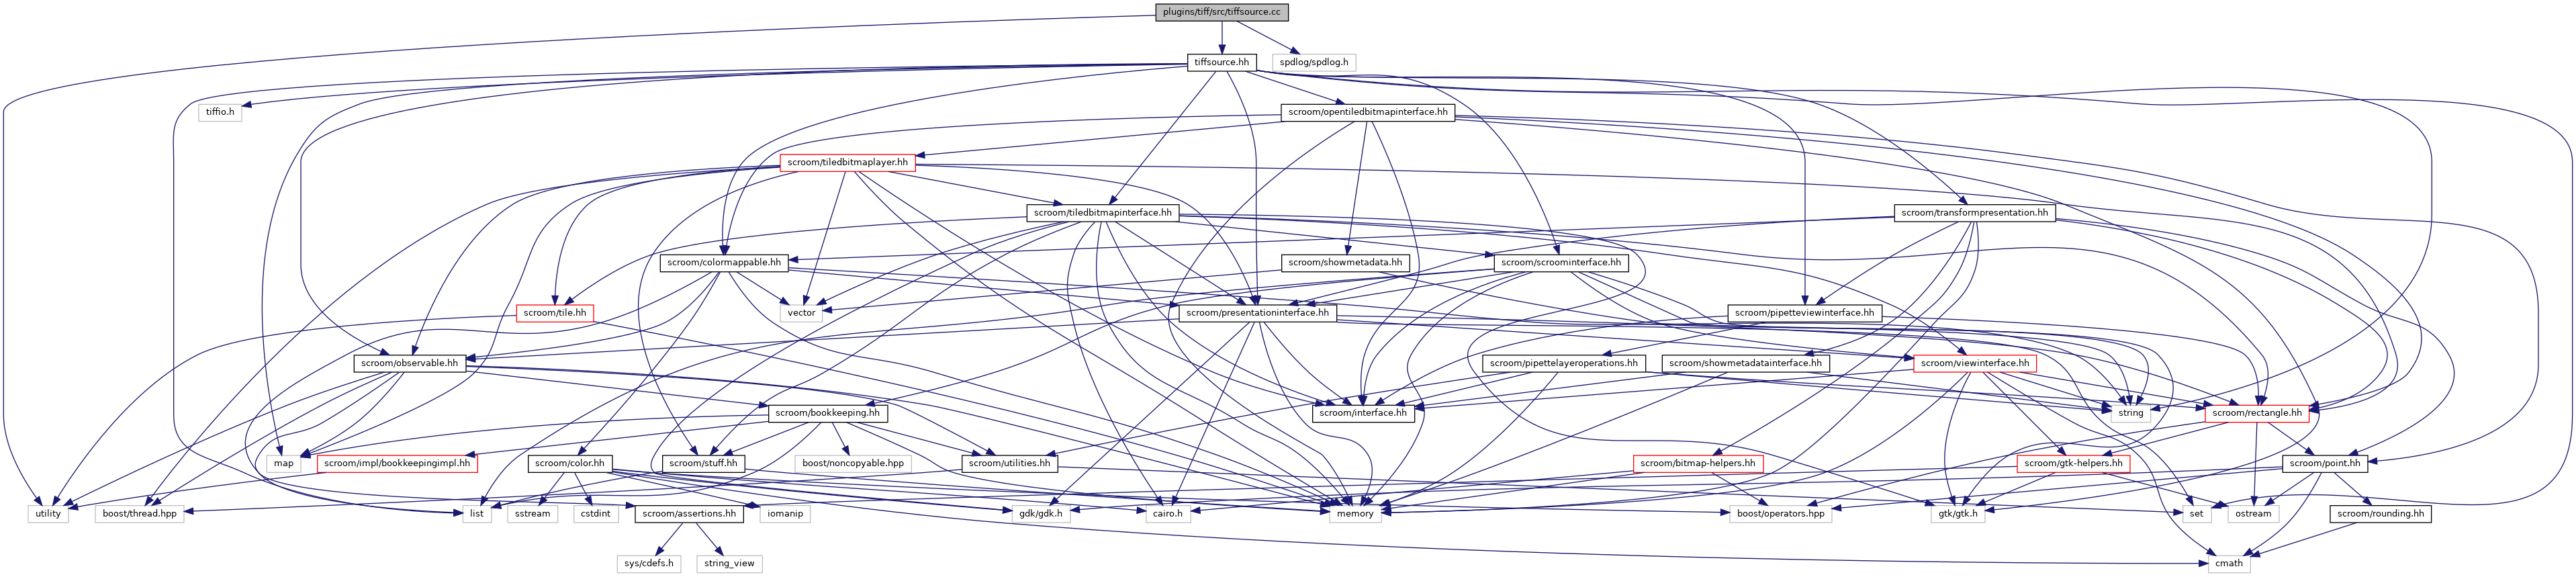 plugins/tiff/src/tiffsource.cc
tiffsource.hh
spdlog/spdlog.h
tiffio.h
scroom/opentiledbitmapinterface.hh
scroom/tiledbitmaplayer.hh
scroom/tiledbitmapinterface.hh
scroom/transformpresentation.hh
scroom/colormappable.hh
scroom/showmetadata.hh
scroom/scroominterface.hh
scroom/tile.hh
vector
scroom/presentationinterface.hh
scroom/pipetteviewinterface.hh
scroom/observable.hh
scroom/pipettelayeroperations.hh
scroom/showmetadatainterface.hh
scroom/viewinterface.hh
scroom/bookkeeping.hh
scroom/interface.hh
string
scroom/rectangle.hh
map
scroom/impl/bookkeepingimpl.hh
scroom/color.hh
scroom/stuff.hh
boost/noncopyable.hpp
scroom/utilities.hh
scroom/bitmap-helpers.hh
scroom/gtk-helpers.hh
scroom/point.hh
utility
boost/thread.hpp
list
sstream
cstdint
scroom/assertions.hh
iomanip
gdk/gdk.h
cairo.h
memory
boost/operators.hpp
gtk/gtk.h
set
ostream
scroom/rounding.hh
sys/cdefs.h
string_view
cmath